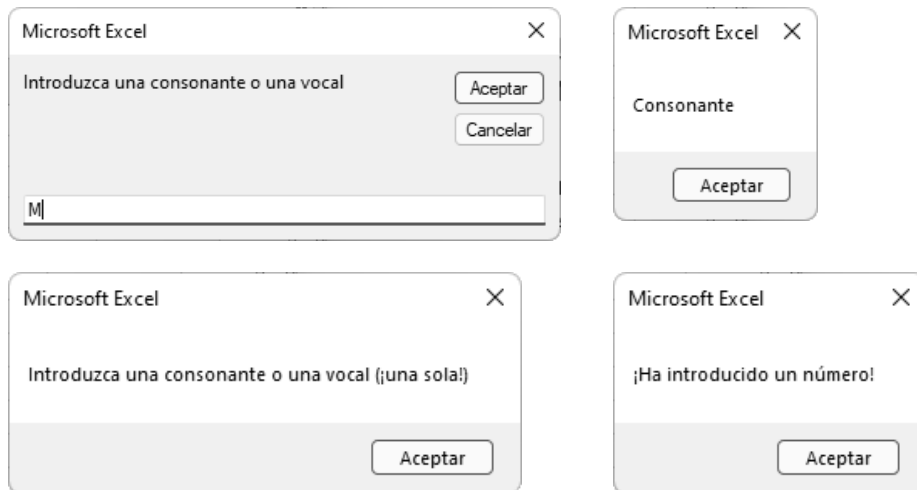 Microsoft Excel
Introduzca una consonante o una vocal
Aceptar
Cancelar
M
Microsoft Excel
Consonante
Aceptar
Microsoft Excel
Introduzca una consonante o una vocal (¡una sola!)
Aceptar
Microsoft Excel
¡Ha introducido un número!
Aceptar